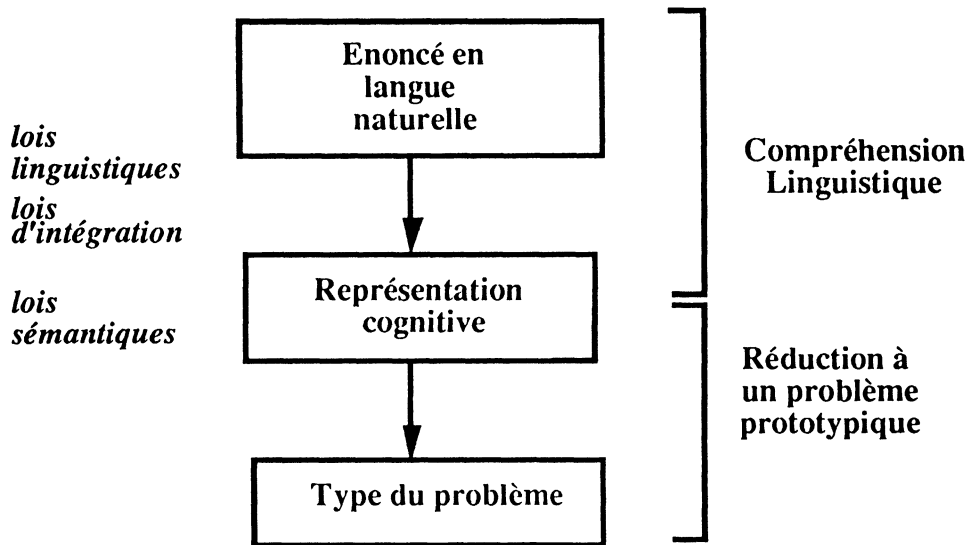 Enoncé en
langue
naturelle
lois
linguistiques
lois
d'intégration
Compréhension
Linguistique
Représentation
cognitive
lois
sémantiques
Réduction à
un problème
prototypique
Type du problème